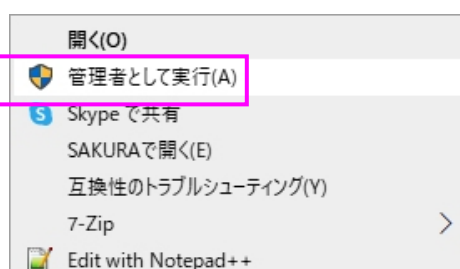 開く(O)
管理者として実行(A)
Skype で共有
SAKURAで開く(E)
互換性のトラブルシューティング(Y)
7-Zip
Edit with Notepad++